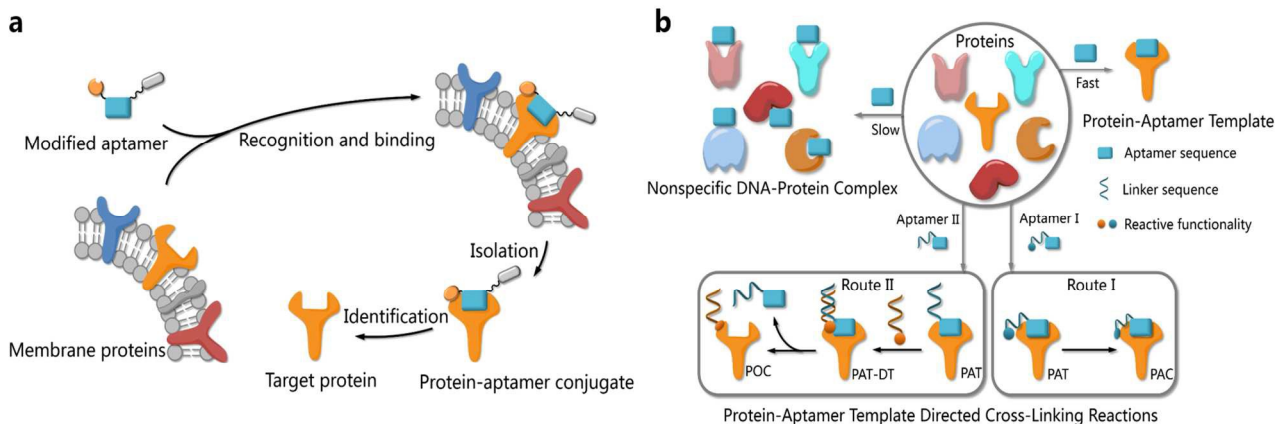 a
Modified aptamer
Recognition and binding
Membrane proteins
Isolation
Identification
Target protein
Protein-aptamer conjugate
b
Proteins
Fast
Slow
Protein-Aptamer Template
Aptamer sequence
Linker sequence
Reactive functionality
Nonspecific DNA-Protein Complex
Aptamer II
Aptamer I
Route II
POC
PAT-DT
PAT
Route I
PAT
PAC
Protein-Aptamer Template Directed Cross-Linking Reactions